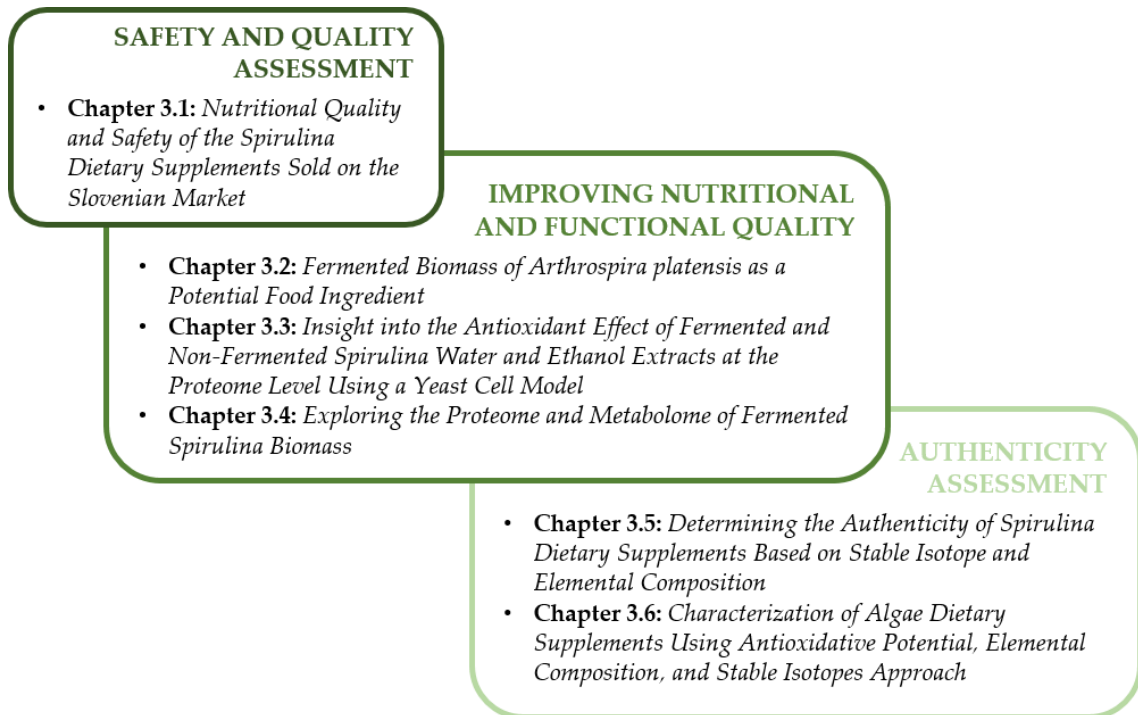 SAFETY AND QUALITY
ASSESSMENT
• Chapter 3.1: Nutritional Quality
and Safety of the Spirulina
Dietary Supplements Sold on the
Slovenian Market
IMPROVING NUTRITIONAL
AND FUNCTIONAL QUALITY
• Chapter 3.2: Fermented Biomass of Arthrospira platensis as a
Potential Food Ingredient
• Chapter 3.3: Insight into the Antioxidant Effect of Fermented and
Non-Fermented Spirulina Water and Ethanol Extracts at the
Proteome Level Using a Yeast Cell Model
• Chapter 3.4: Exploring the Proteome and Metabolome of Fermented
Spirulina Biomass
AUTHENTICITY
ASSESSMENT
• Chapter 3.5: Determining the Authenticity of Spirulina
Dietary Supplements Based on Stable Isotope and
Elemental Composition
• Chapter 3.6: Characterization of Algae Dietary
Supplements Using Antioxidative Potential, Elemental
Composition, and Stable Isotopes Approach